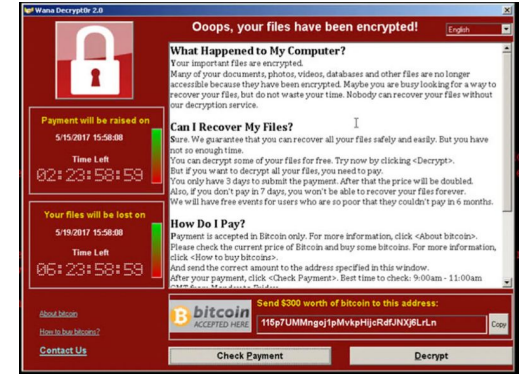 Wana Decrypt0r 2.0
Ooops, your files have been encrypted!
English
What Happened to My Computer?
Your important files are encrypted.
Many of your documents, photos, videos, databases and other files are no longer
accessible because they have been encrypted. Maybe you are busy looking for a way to
recover your files, but do not waste your time. Nobody can recover your files without
our decryption service.
Can I Recover My Files?
Sure. We guarantee that you can recover all your files safely and easily. But you have
not so enough time.
You can decrypt some of your files for free. Try now by clicking <Decrypt>.
But if you want to decrypt all your files, you need to pay.
You only have 3 days to submit the payment. After that the price will be doubled.
Also, if you don't pay in 7 days, you won't be able to recover your files forever.
We will have free events for users who are so poor that they couldn't pay in 6 months.
How Do I Pay?
Payment is accepted in Bitcoin only. For more information, click <About bitcoin>.
Please check the current price of Bitcoin and buy some bitcoins. For more information,
click <How to buy bitcoins>.
And send the correct amount to the address specified in this window.
After your payment, click <Check Payment>. Best time to check: 9:00am - 11:00am
GMT from Monday to Friday.
Payment will be raised on
5/15/2017 15:58:08
Time Left
02:23:58:59
Your files will be lost on
5/19/2017 15:58:08
Time Left
06:23:58:59
About bitcoin
How to buy bitcoins?
Contact Us
bitcoin
ACCEPTED HERE
Send $300 worth of bitcoin to this address:
115p7UMMngoj1pMvkpHijcRdfJNXj6LrLn
Copy
Check Payment
Decrypt